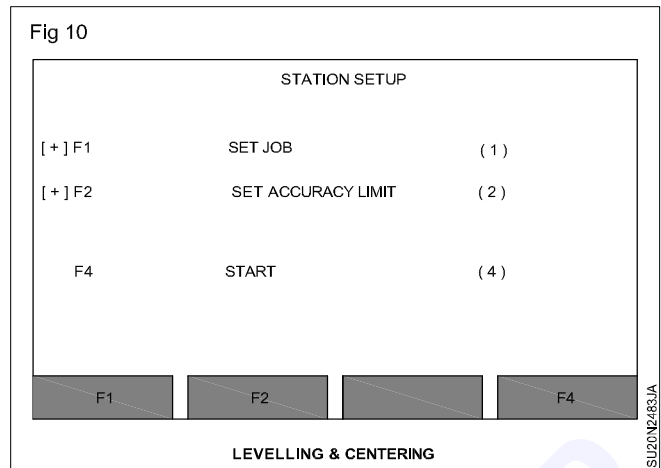 Fig 10
STATION SETUP
[ + ] F1 SET JOB ( 1 )
[ + ] F2 SET ACCURACY LIMIT ( 2 )
F4 START ( 4 )
F1 F2 F4
SU20N2483JA
LEVELLING & CENTERING